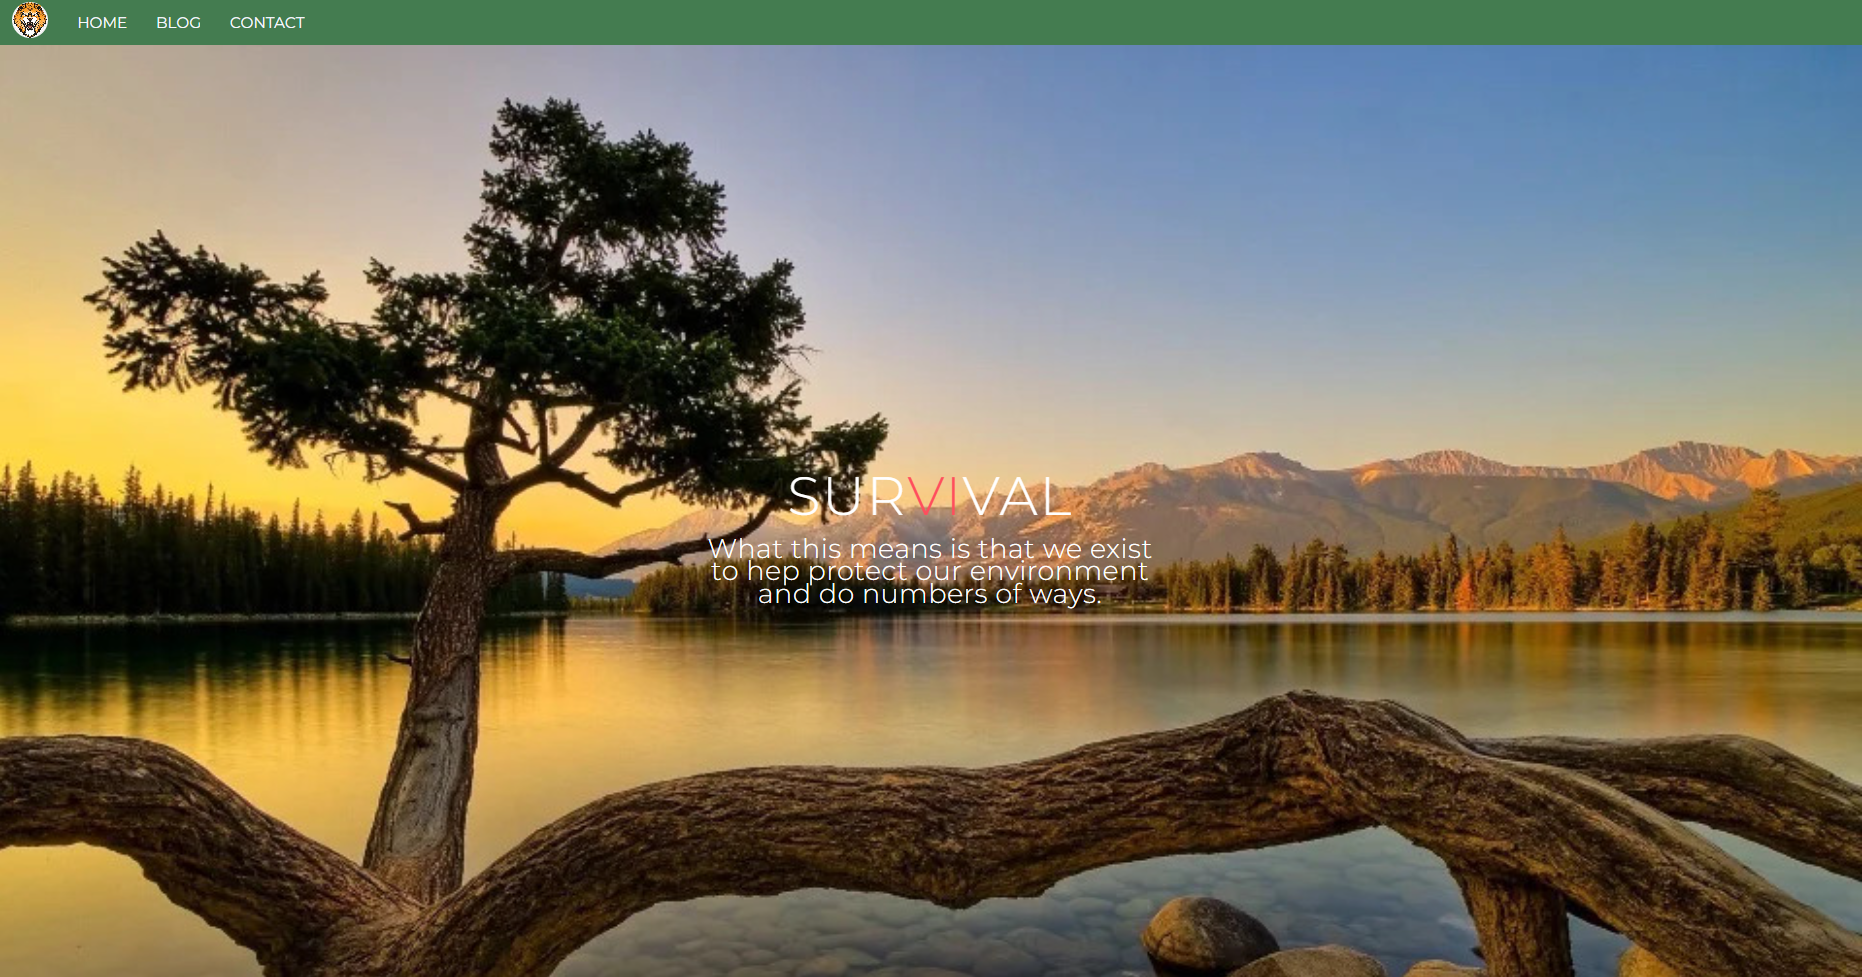 HOME BLOG CONTACT
SURVIVAL
What this means is that we exist
to hep protect our environment
and do numbers of ways.